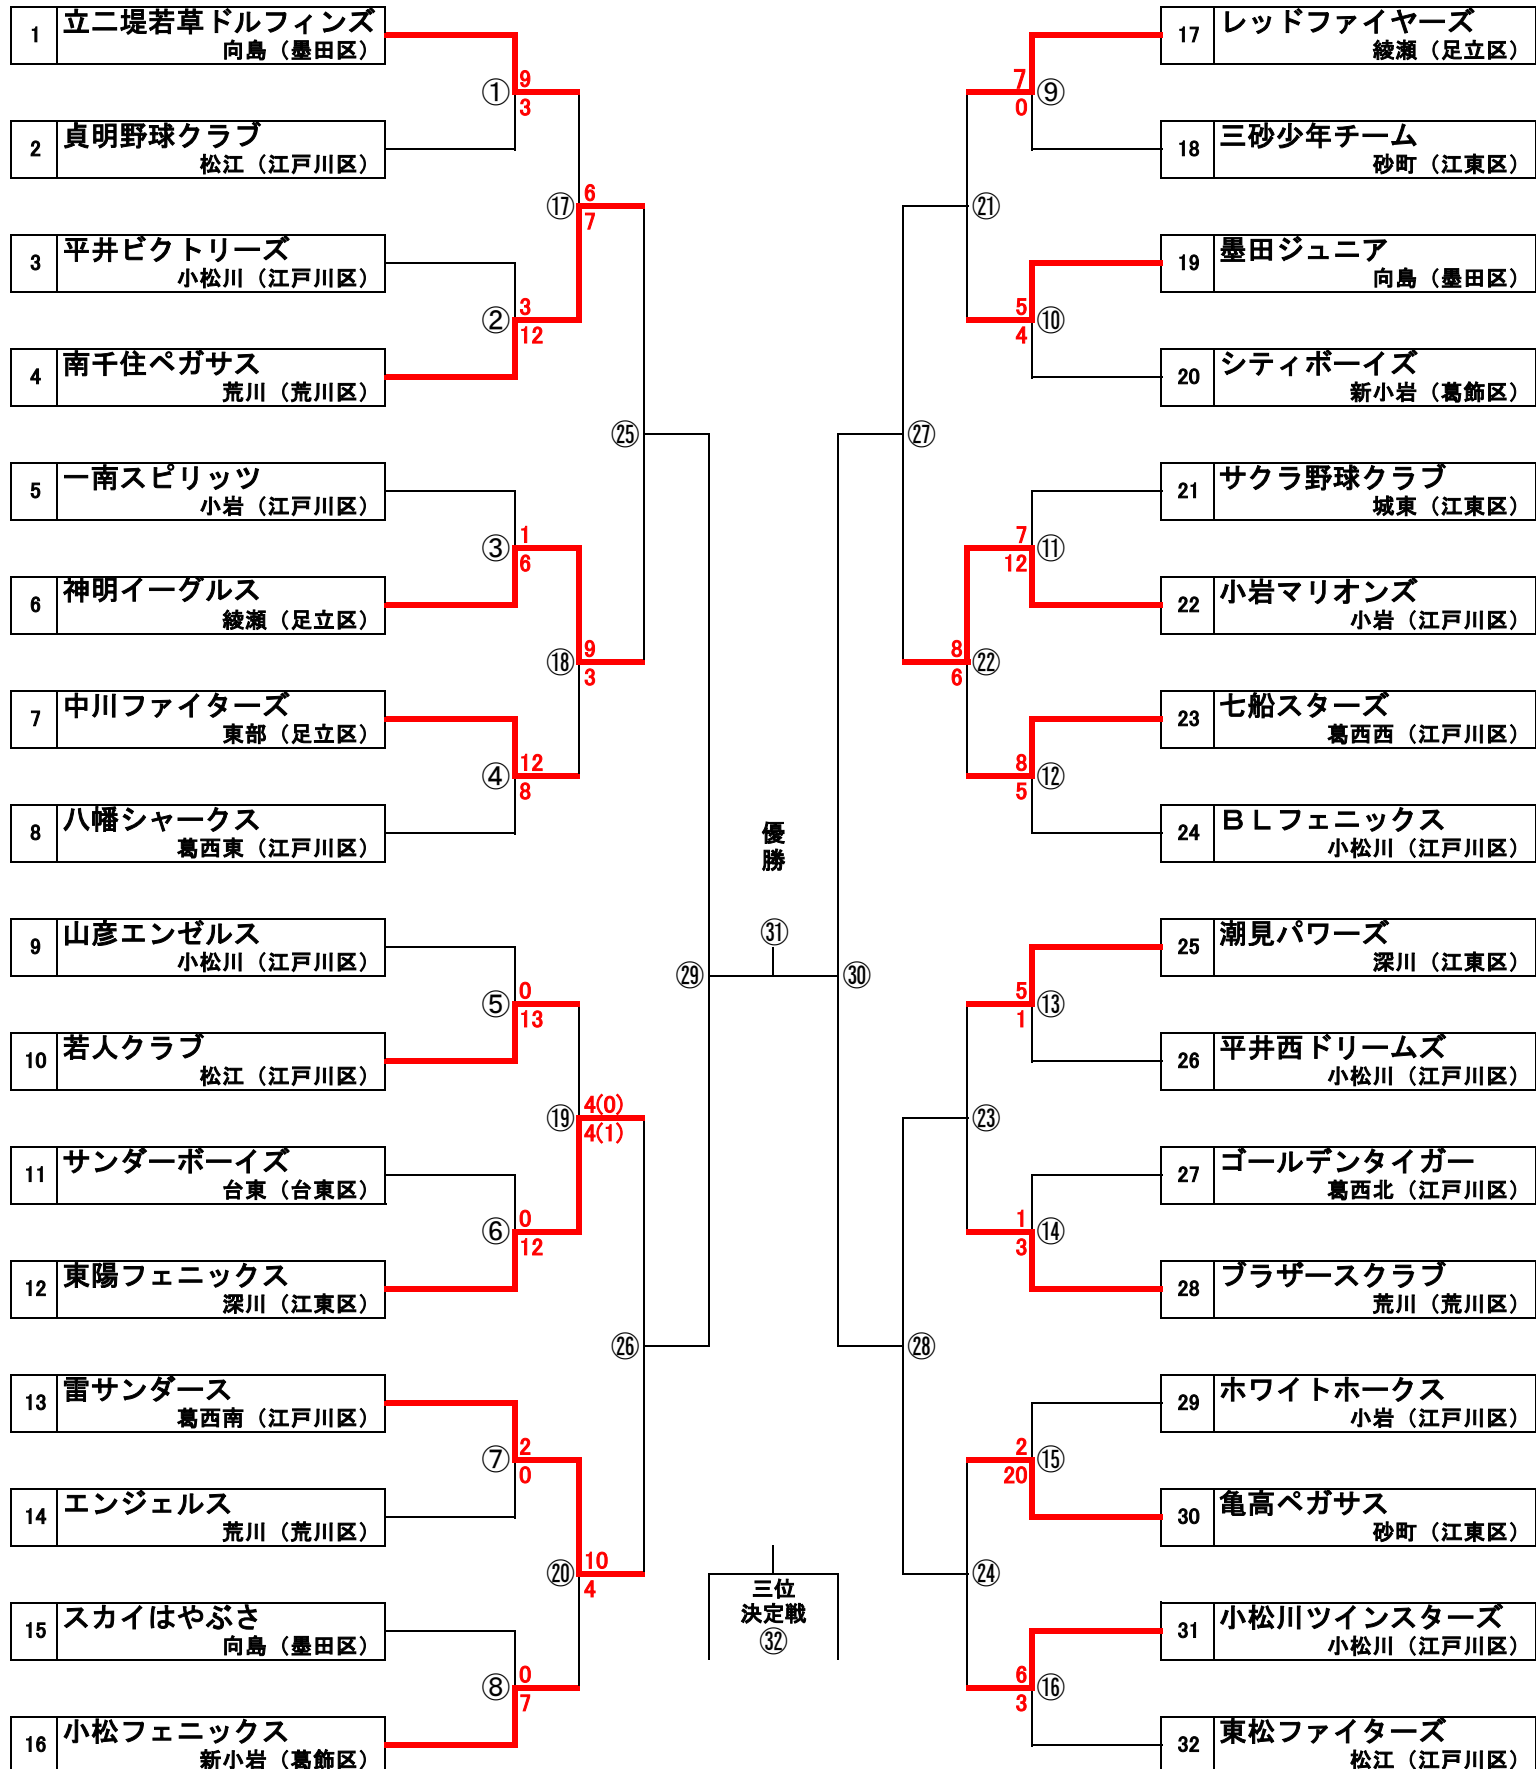 1 立二堤若草ドルフィンズ
向島（墨田区）
① 9
3
2 貞明野球クラブ
松江（江戸川区）
⑰ 6
7
3 平井ビクトリーズ
小松川（江戸川区）
② 3
12
4 南千住ペガサス
荒川（荒川区）
㉕
5 一南スピリッツ
小岩（江戸川区）
③ 1
6
6 神明イーグルス
綾瀬（足立区）
⑱ 9
3
7 中川ファイターズ
東部（足立区）
④ 12
8
8 八幡シャークス
葛西東（江戸川区）
㉙
9 山彦エンゼルス
小松川（江戸川区）
⑤ 0
13
10 若人クラブ
松江（江戸川区）
⑲ 4(0)
4(1)
11 サンダーボーイズ
台東（台東区）
⑥ 0
12
12 東陽フェニックス
深川（江東区）
㉖
13 雷サンダース
葛西南（江戸川区）
⑦ 2
0
14 エンジェルス
荒川（荒川区）
⑳ 10
4
15 スカイはやぶさ
向島（墨田区）
⑧ 0
7
16 小松フェニックス
新小岩（葛飾区）
優
勝
㉛
三位
決定戦
㉜
17 レッドファイヤーズ
綾瀬（足立区）
7 ⑨
0
18 三砂少年チーム
砂町（江東区）
㉑
19 墨田ジュニア
向島（墨田区）
5 ⑩
4
20 シティボーイズ
新小岩（葛飾区）
㉗
21 サクラ野球クラブ
城東（江東区）
7 ⑪
12
22 小岩マリオンズ
小岩（江戸川区）
8 ㉒
6
23 七船スターズ
葛西西（江戸川区）
8 ⑫
5
24 ＢＬフェニックス
小松川（江戸川区）
㉚
25 潮見パワーズ
深川（江東区）
5 ⑬
1
26 平井西ドリームズ
小松川（江戸川区）
㉓
27 ゴールデンタイガー
葛西北（江戸川区）
1 ⑭
3
28 ブラザースクラブ
荒川（荒川区）
㉘
29 ホワイトホークス
小岩（江戸川区）
2 ⑮
20
30 亀高ペガサス
砂町（江東区）
㉔
31 小松川ツインスターズ
小松川（江戸川区）
6 ⑯
3
32 東松ファイターズ
松江（江戸川区）